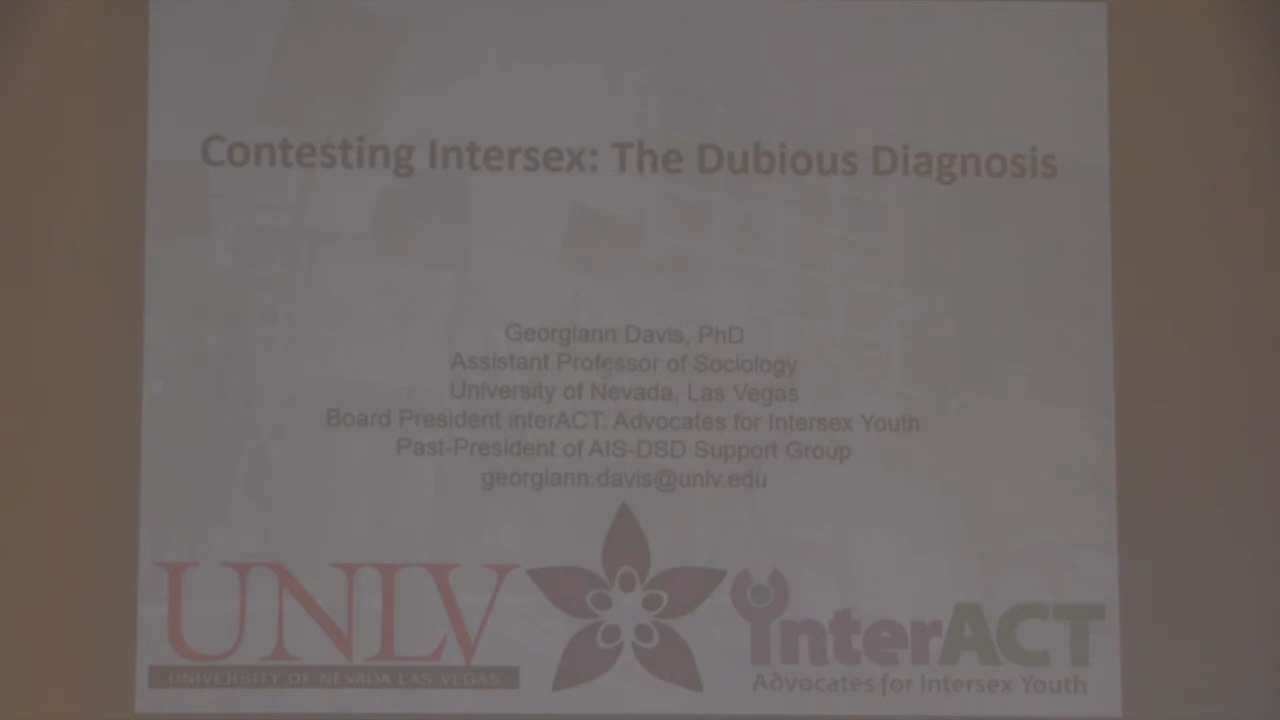 Contesting Intersex: The Dubious Diagnosis
Georgiann Davis, PhD
Assistant Professor of Sociology
University of Nevada, Las Vegas
Board President interACT: Advocates for Intersex Youth
Past-President of AIS-DSD Support Group
georgiann.davis@unlv.edu
UNLV
UNIVERSITY OF NEVADA LAS VEGAS
interACT
Advocates for Intersex Youth